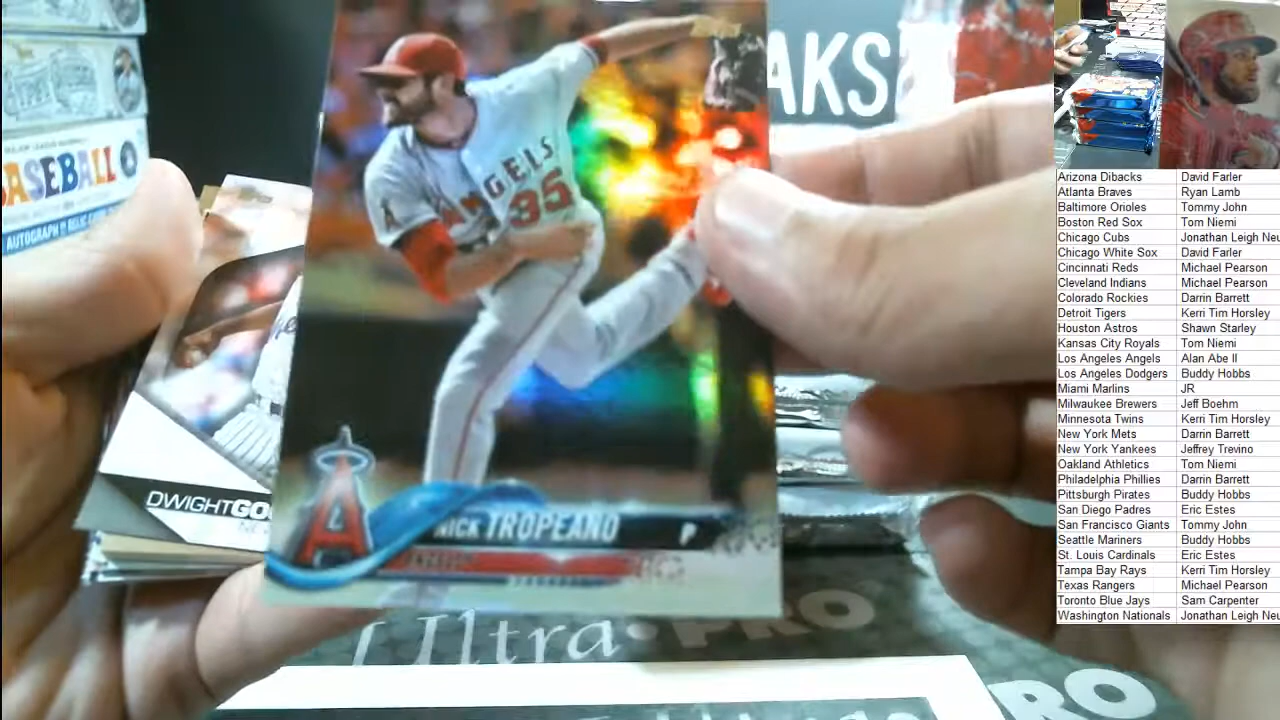 AKS
ASEBALL
AUTOGRAPH
ANGELS
35
DWIGHT GO
NICK TROPEANO P
ANGELS
Ultra·PRO
RO
Arizona Dibacks David Farler
Atlanta Braves Ryan Lamb
Baltimore Orioles Tommy John
Boston Red Sox Tom Niemi
Chicago Cubs Jonathan Leigh Neu
Chicago White Sox David Farler
Cincinnati Reds Michael Pearson
Cleveland Indians Michael Pearson
Colorado Rockies Darrin Barrett
Detroit Tigers Kerri Tim Horsley
Houston Astros Shawn Starley
Kansas City Royals Tom Niemi
Los Angeles Angels Alan Abe II
Los Angeles Dodgers Buddy Hobbs
Miami Marlins JR
Milwaukee Brewers Jeff Boehm
Minnesota Twins Kerri Tim Horsley
New York Mets Darrin Barrett
New York Yankees Jeffrey Trevino
Oakland Athletics Tom Niemi
Philadelphia Phillies Darrin Barrett
Pittsburgh Pirates Buddy Hobbs
San Diego Padres Eric Estes
San Francisco Giants Tommy John
Seattle Mariners Buddy Hobbs
St. Louis Cardinals Eric Estes
Tampa Bay Rays Kerri Tim Horsley
Texas Rangers Michael Pearson
Toronto Blue Jays Sam Carpenter
Washington Nationals Jonathan Leigh Neu